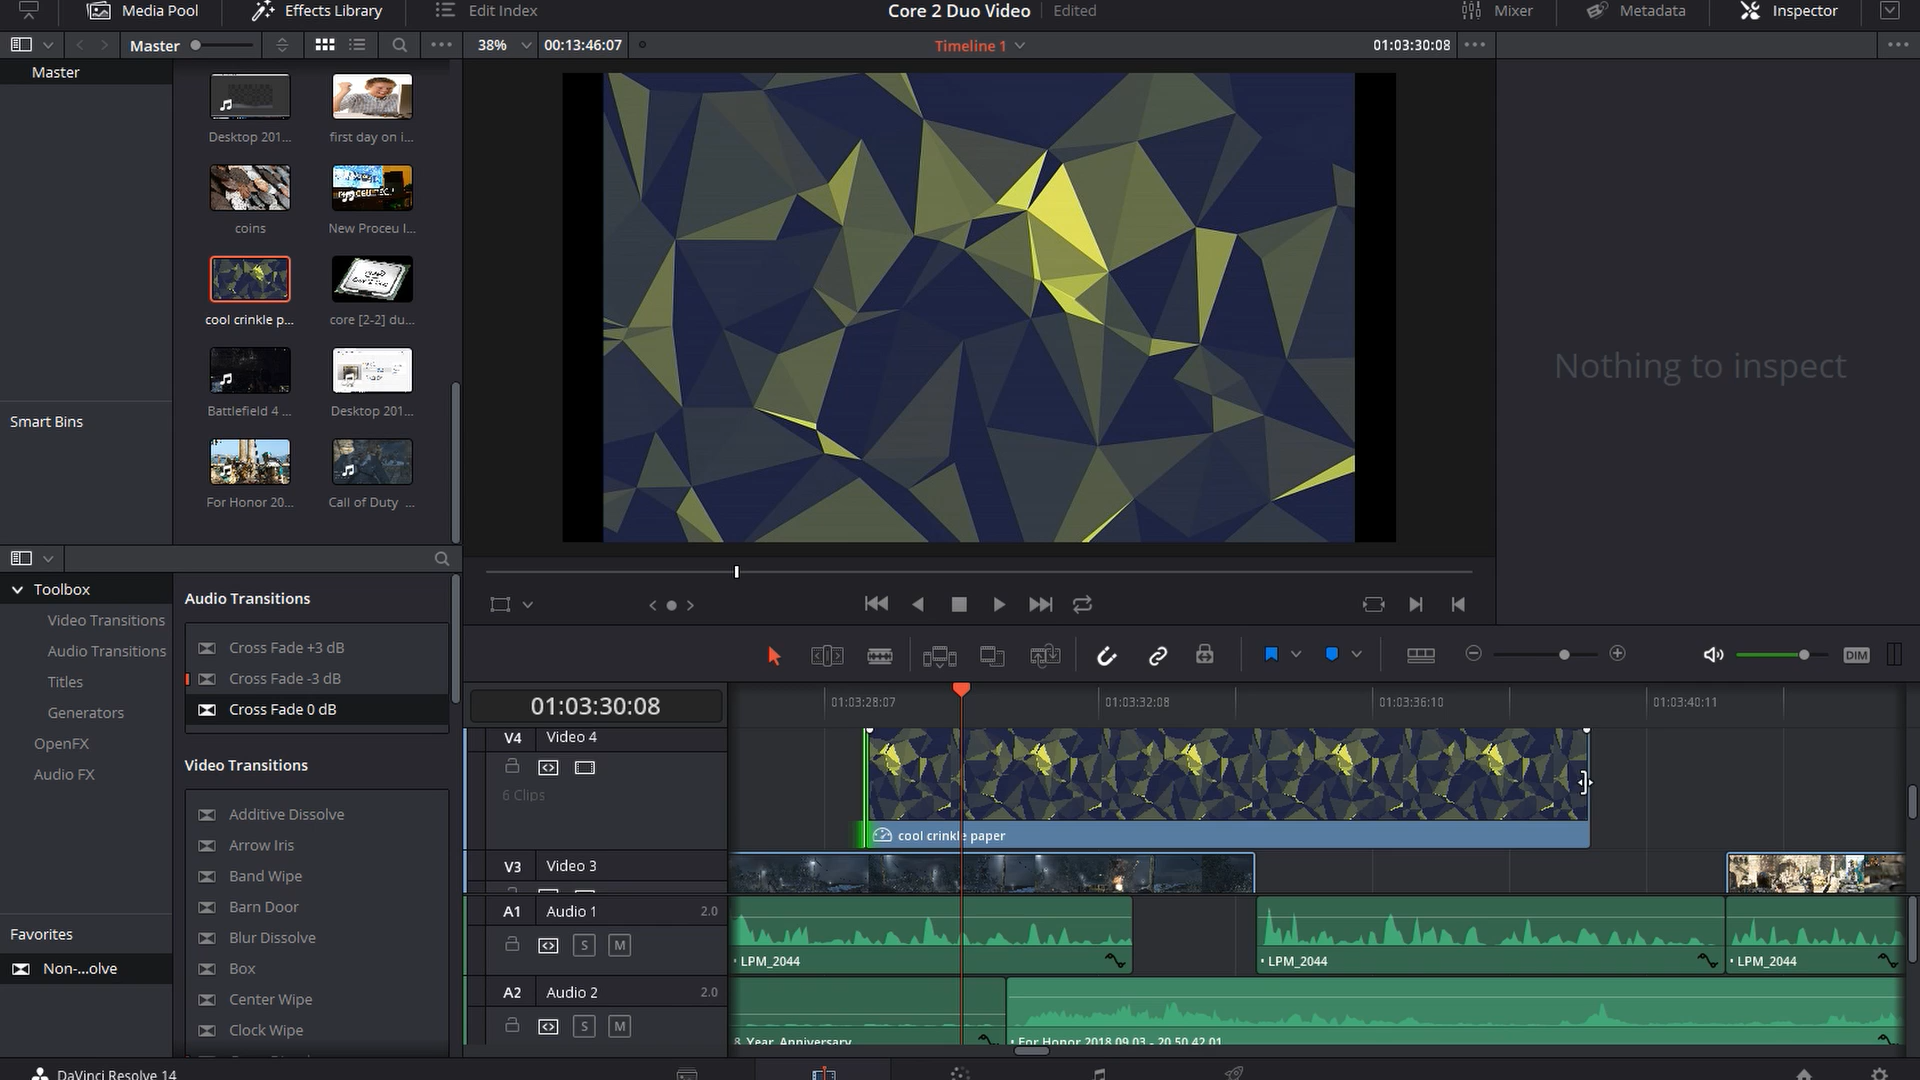 Media Pool
Effects Library
Edit Index
Core 2 Duo Video
Edited
Mixer
Metadata
Inspector
Master
38%
00:13:46:07
Timeline 1
01:03:30:08
Master
Desktop 201...
first day on i...
coins
New Proceu I...
cool crinkle p...
core [2-2] du...
Battlefield 4 ...
Desktop 201...
For Honor 20...
Call of Duty ...
Smart Bins
Nothing to inspect
Toolbox
Video Transitions
Audio Transitions
Titles
Generators
OpenFX
Audio FX
Favorites
Non-...olve
Audio Transitions
Cross Fade +3 dB
Cross Fade -3 dB
Cross Fade 0 dB
Video Transitions
Additive Dissolve
Arrow Iris
Band Wipe
Barn Door
Blur Dissolve
Box
Center Wipe
Clock Wipe
DIM
01:03:30:08
01:03:28:07
01:03:32:08
01:03:36:10
01:03:40:11
V4
Video 4
6 Clips
cool crinkle paper
V3
Video 3
A1
Audio 1
2.0
S
M
LPM_2044
LPM_2044
LPM_2044
A2
Audio 2
2.0
S
M
8 Year Anniversary
For Honor 2018.09.03 - 20.50.42.01
DaVinci Resolve 14